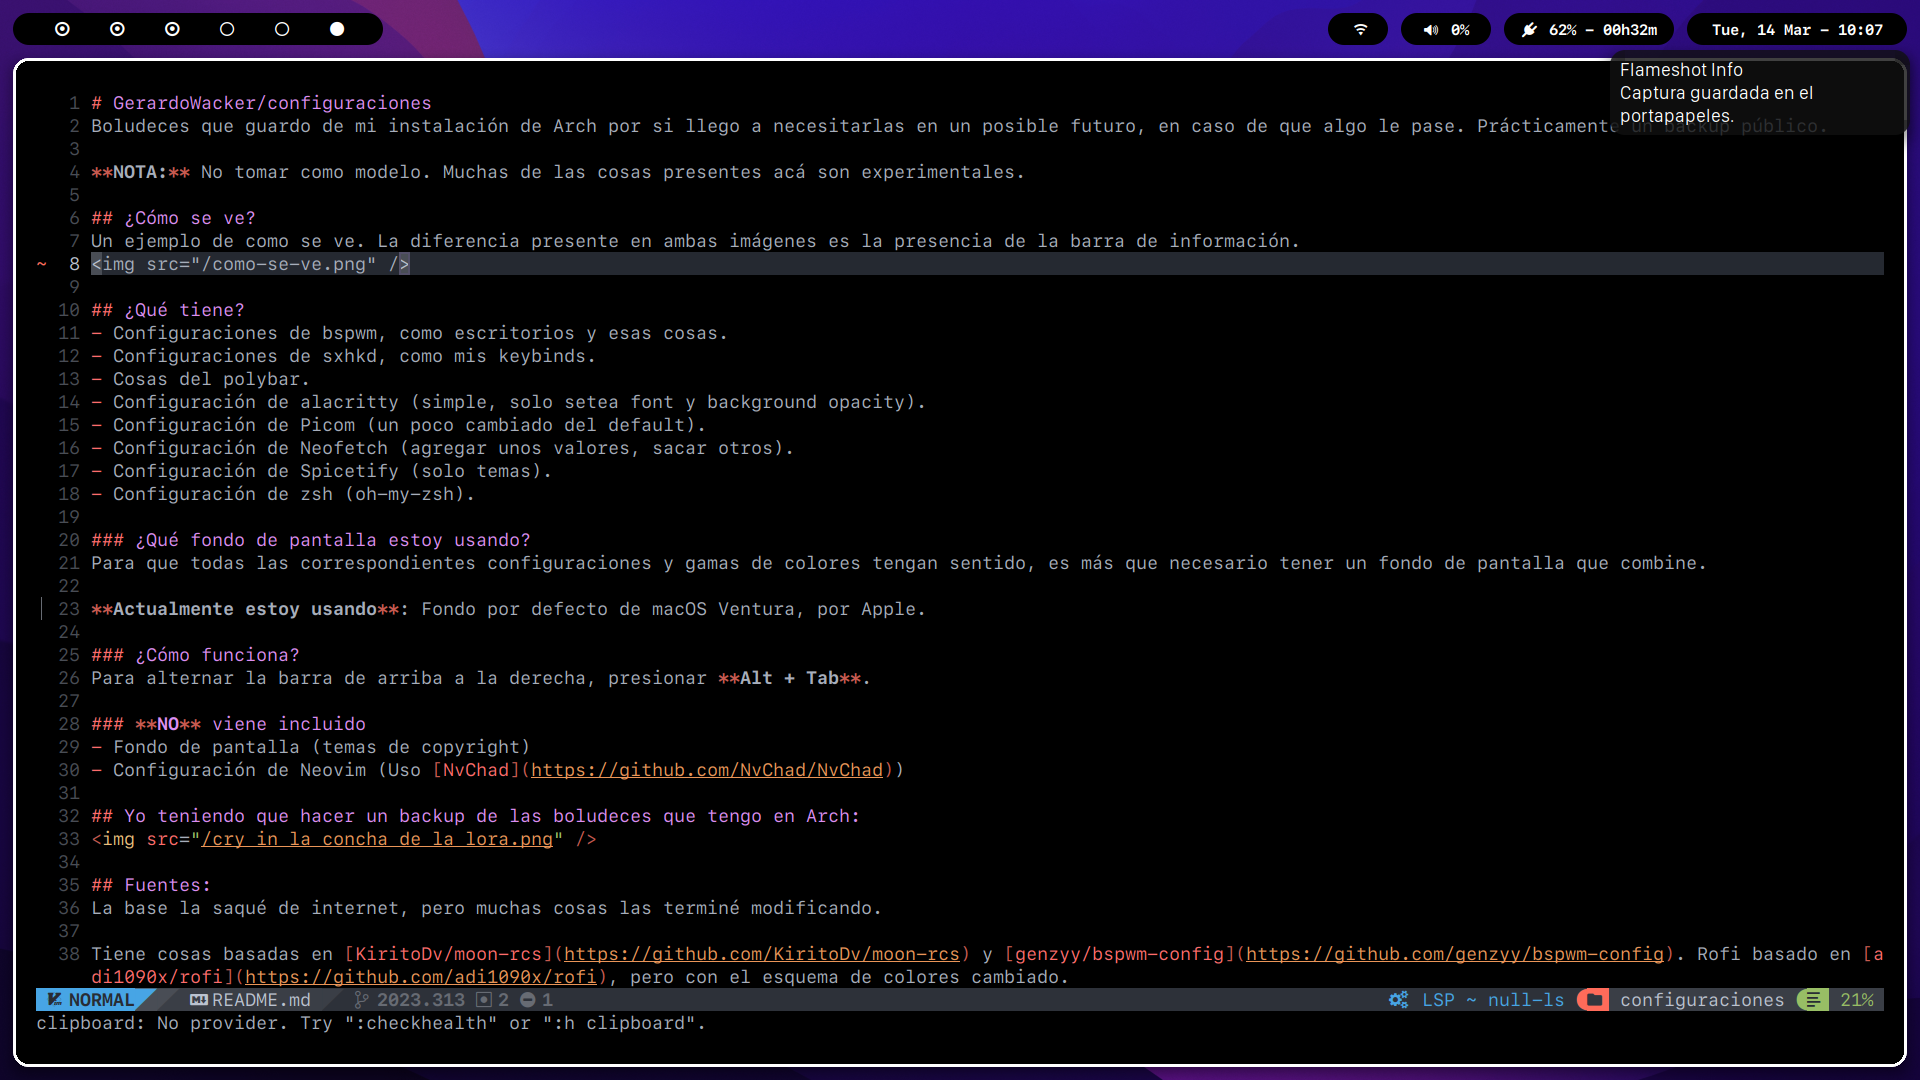 0%
62% – 00h32m
Tue, 14 Mar – 10:07
Flameshot Info
Captura guardada en el
portapapeles.
1 # GerardoWacker/configuraciones
2 Boludeces que guardo de mi instalación de Arch por si llego a necesitarlas en un posible futuro, en caso de que algo le pase. Prácticamente un backup público.
3
4 **NOTA:** No tomar como modelo. Muchas de las cosas presentes acá son experimentales.
5
6 ## ¿Cómo se ve?
7 Un ejemplo de como se ve. La diferencia presente en ambas imágenes es la presencia de la barra de información.
~ 8 <img src="/como-se-ve.png" />
9
10 ## ¿Qué tiene?
11 – Configuraciones de bspwm, como escritorios y esas cosas.
12 – Configuraciones de sxhkd, como mis keybinds.
13 – Cosas del polybar.
14 – Configuración de alacritty (simple, solo setea font y background opacity).
15 – Configuración de Picom (un poco cambiado del default).
16 – Configuración de Neofetch (agregar unos valores, sacar otros).
17 – Configuración de Spicetify (solo temas).
18 – Configuración de zsh (oh-my-zsh).
19
20 ### ¿Qué fondo de pantalla estoy usando?
21 Para que todas las correspondientes configuraciones y gamas de colores tengan sentido, es más que necesario tener un fondo de pantalla que combine.
22
23 **Actualmente estoy usando**: Fondo por defecto de macOS Ventura, por Apple.
24
25 ### ¿Cómo funciona?
26 Para alternar la barra de arriba a la derecha, presionar **Alt + Tab**.
27
28 ### **NO** viene incluido
29 – Fondo de pantalla (temas de copyright)
30 – Configuración de Neovim (Uso [NvChad](https://github.com/NvChad/NvChad))
31
32 ## Yo teniendo que hacer un backup de las boludeces que tengo en Arch:
33 <img src="/cry_in_la_concha_de_la_lora.png" />
34
35 ## Fuentes:
36 La base la saqué de internet, pero muchas cosas las terminé modificando.
37
38 Tiene cosas basadas en [KiritoDv/moon-rcs](https://github.com/KiritoDv/moon-rcs) y [genzyy/bspwm-config](https://github.com/genzyy/bspwm-config). Rofi basado en [a
di1090x/rofi](https://github.com/adi1090x/rofi), pero con el esquema de colores cambiado.
NORMAL README.md 2023.313 2 1 LSP ~ null-ls configuraciones 21%
clipboard: No provider. Try ":checkhealth" or ":h clipboard".